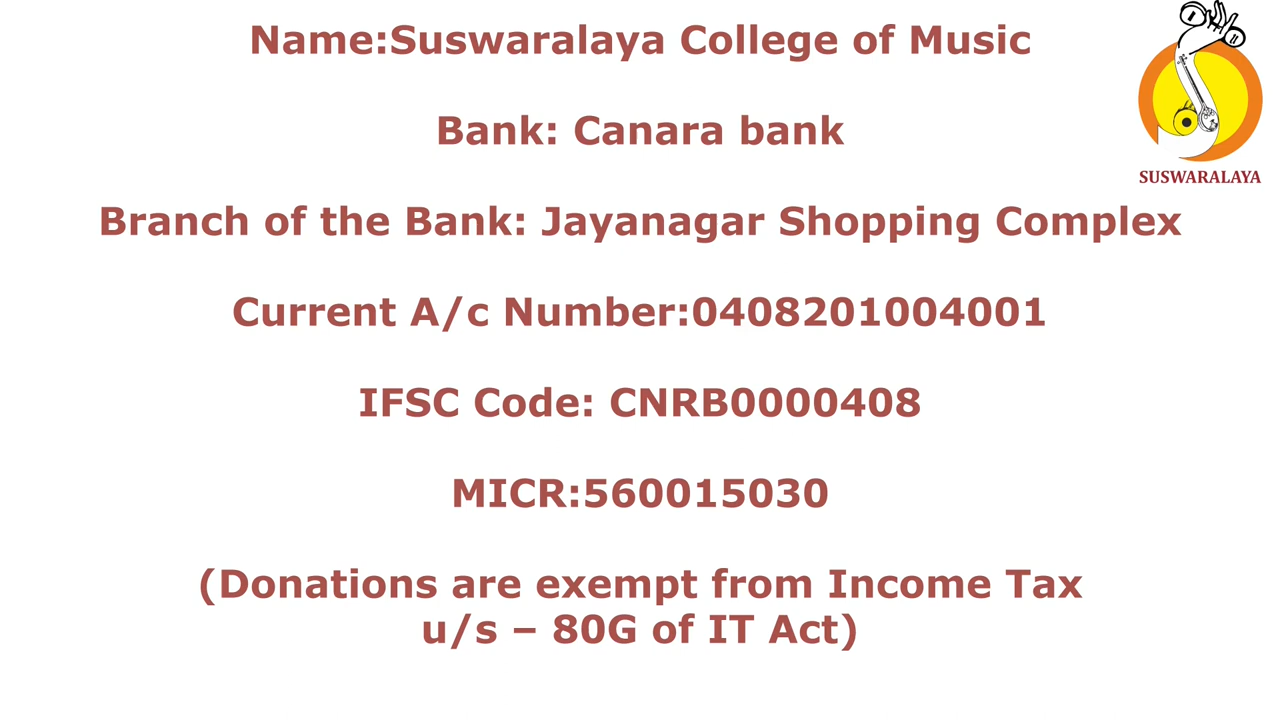 Name:Suswaralaya College of Music
Bank: Canara bank
SUSWARALAYA
Branch of the Bank: Jayanagar Shopping Complex
Current A/c Number:0408201004001
IFSC Code: CNRB0000408
MICR:560015030
(Donations are exempt from Income Tax
u/s – 80G of IT Act)